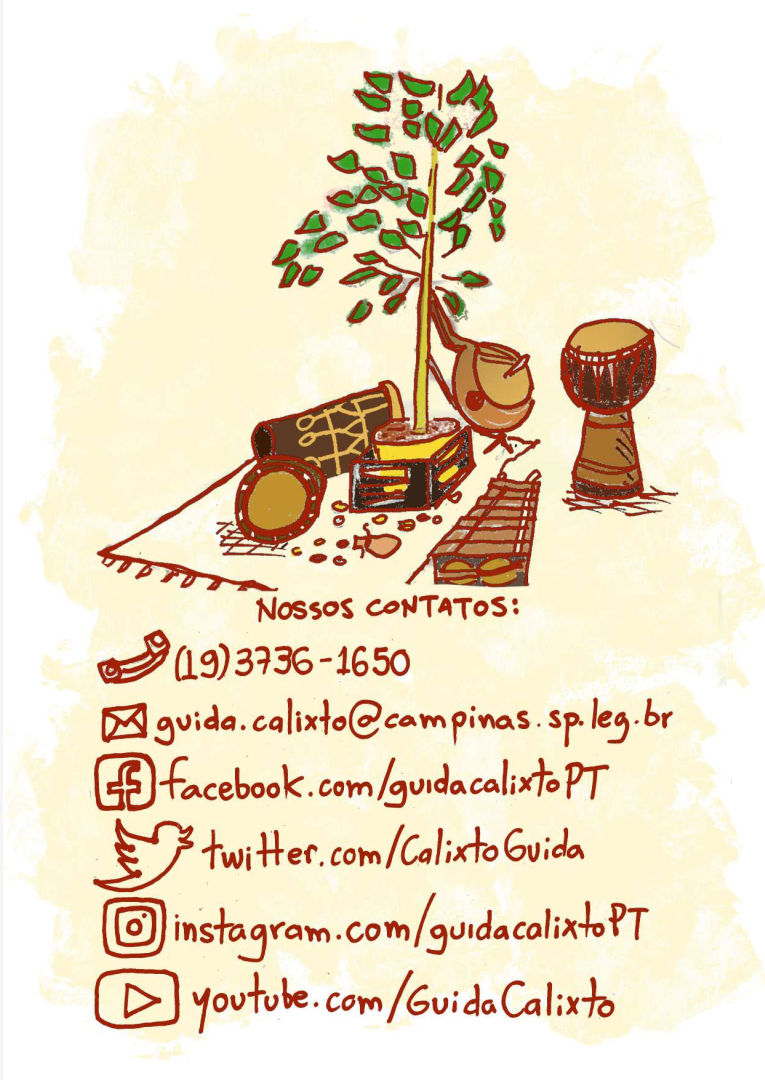 NOSSOS CONTATOS:
(19)3736-1650
guida.calixto@campinas.sp.leg.br
facebook.com/guidacalixtoPT
twitter.com/CalixtoGuida
instagram.com/guidacalixtoPT
youtube.com/GuidaCalixto